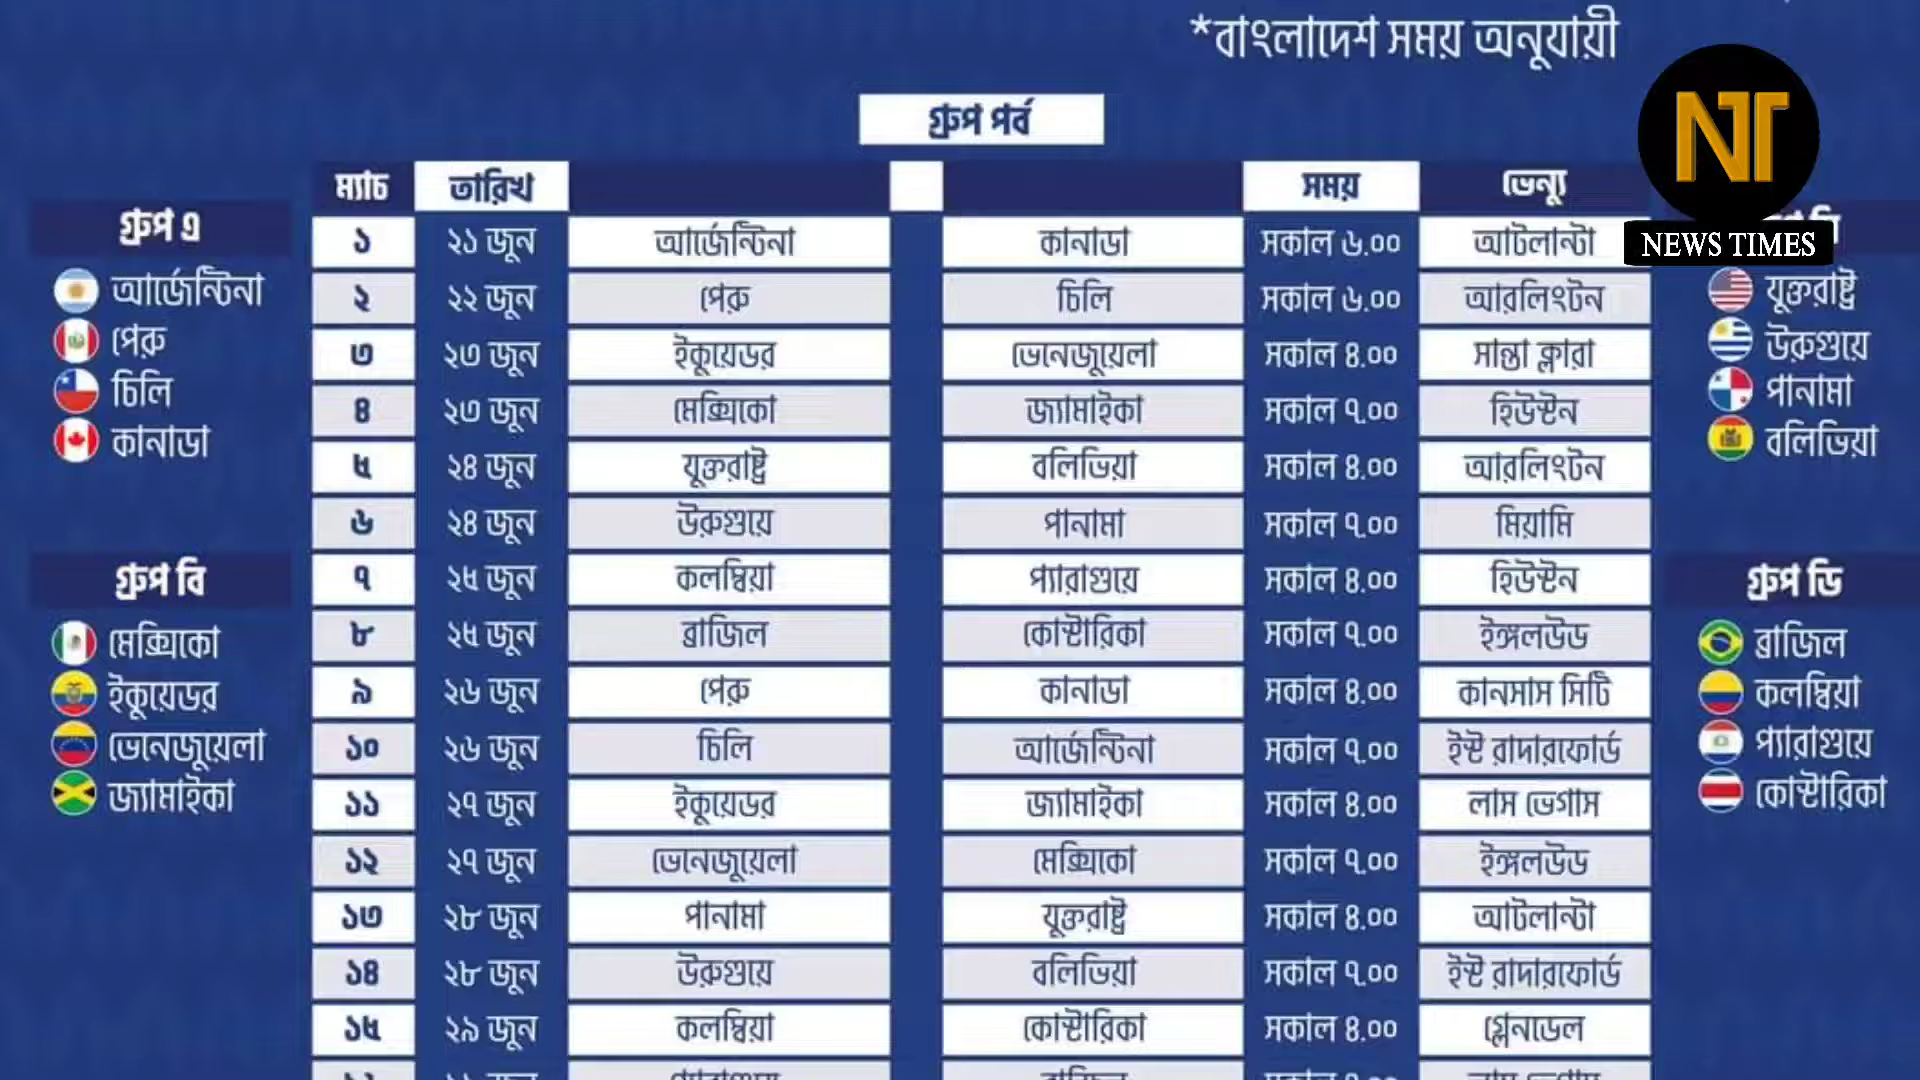 *বাংলাদেশ সময় অনুযায়ী
গ্রুপ পর্ব
ম্যাচ তারিখ সময় ভেন্যু
১ ২১ জুন আর্জেন্টিনা কানাডা সকাল ৬.০০ আটলান্টা
২ ২২ জুন পেরু চিলি সকাল ৬.০০ আরলিংটন
৩ ২৩ জুন ইকুয়েডর ভেনেজুয়েলা সকাল ৪.০০ সান্তা ক্লারা
৪ ২৩ জুন মেক্সিকো জ্যামাইকা সকাল ৭.০০ হিউস্টন
৫ ২৪ জুন যুক্তরাষ্ট্র বলিভিয়া সকাল ৪.০০ আরলিংটন
৬ ২৪ জুন উরুগুয়ে পানামা সকাল ৭.০০ মিয়ামি
৭ ২৫ জুন কলম্বিয়া প্যারাগুয়ে সকাল ৪.০০ হিউস্টন
৮ ২৫ জুন ব্রাজিল কোস্টারিকা সকাল ৭.০০ ইঙ্গলউড
৯ ২৬ জুন পেরু কানাডা সকাল ৪.০০ কানসাস সিটি
১০ ২৬ জুন চিলি আর্জেন্টিনা সকাল ৭.০০ ইস্ট রাদারফোর্ড
১১ ২৭ জুন ইকুয়েডর জ্যামাইকা সকাল ৪.০০ লাস ভেগাস
১২ ২৭ জুন ভেনেজুয়েলা মেক্সিকো সকাল ৭.০০ ইঙ্গলউড
১৩ ২৮ জুন পানামা যুক্তরাষ্ট্র সকাল ৪.০০ আটলান্টা
১৪ ২৮ জুন উরুগুয়ে বলিভিয়া সকাল ৭.০০ ইস্ট রাদারফোর্ড
১৫ ২৯ জুন কলম্বিয়া কোস্টারিকা সকাল ৪.০০ গ্লেনডেল
গ্রুপ এ
আর্জেন্টিনা
পেরু
চিলি
কানাডা
গ্রুপ বি
মেক্সিকো
ইকুয়েডর
ভেনেজুয়েলা
জ্যামাইকা
NT
NEWS TIMES
যুক্তরাষ্ট্র
উরুগুয়ে
পানামা
বলিভিয়া
গ্রুপ ডি
ব্রাজিল
কলম্বিয়া
প্যারাগুয়ে
কোস্টারিকা